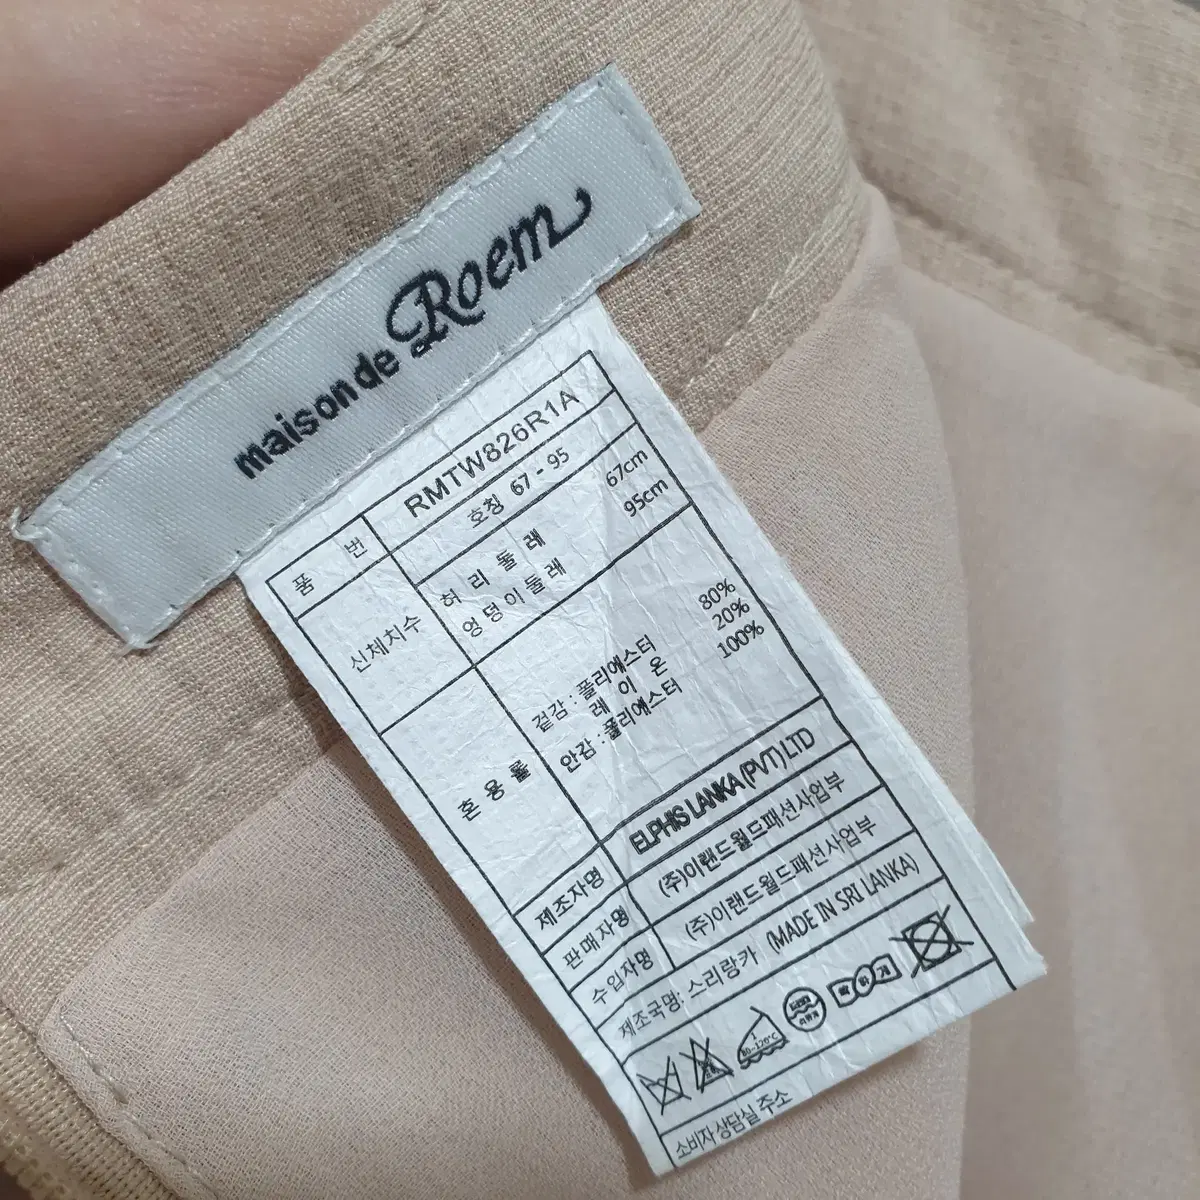 maison de Roem
품 번 RMTW826R1A
신체치수 호칭 67 - 95
허 리 둘 레 67cm
엉 덩 이 둘 레 95cm
혼 용 률
겉감 : 폴리에스터 80%
레 이 온 20%
안감 : 폴리에스터 100%
제조자명 ELPHIS LANKA (PVT) LTD
판매자명 (주)이랜드월드패션사업부
수입자명 (주)이랜드월드패션사업부
제조국명: 스리랑카 (MADE IN SRI LANKA)
80~120°C
소비자상담실 주소